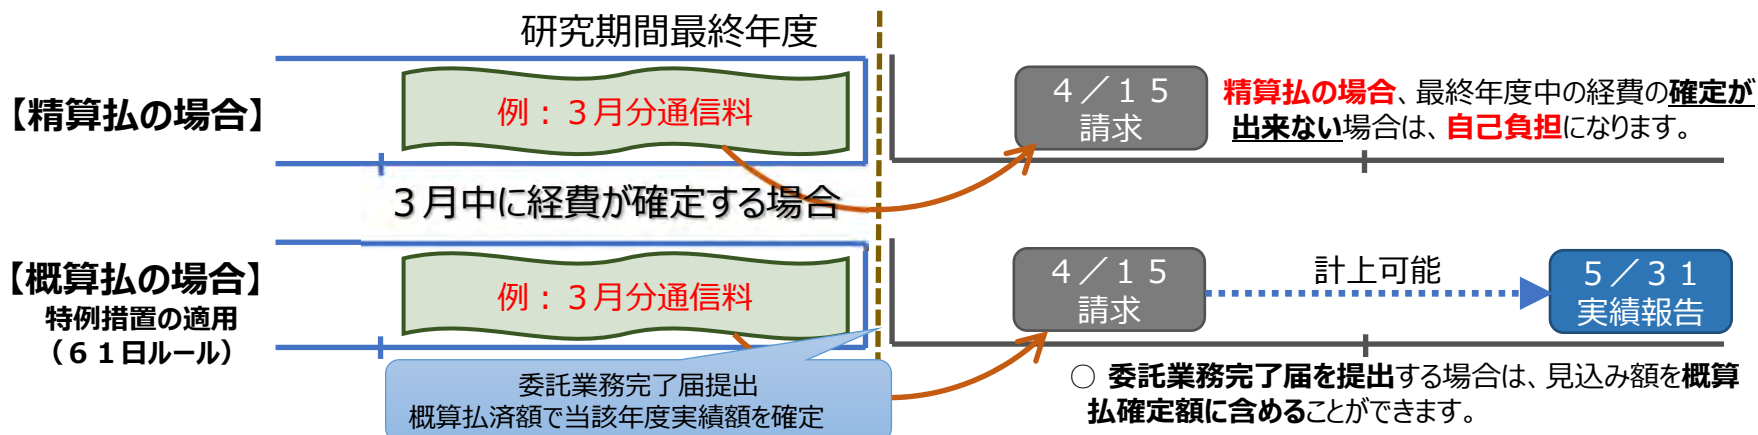 研究期間最終年度
【精算払の場合】
例：３月分通信料
４／１５
請求
精算払の場合、最終年度中の経費の確定が
出来ない場合は、自己負担になります。
３月中に経費が確定する場合
【概算払の場合】
特例措置の適用
（６１日ルール）
例：３月分通信料
４／１５
請求
計上可能
５／３１
実績報告
委託業務完了届提出
概算払済額で当該年度実績額を確定
○ 委託業務完了届を提出する場合は、見込み額を概算
払確定額に含めることができます。